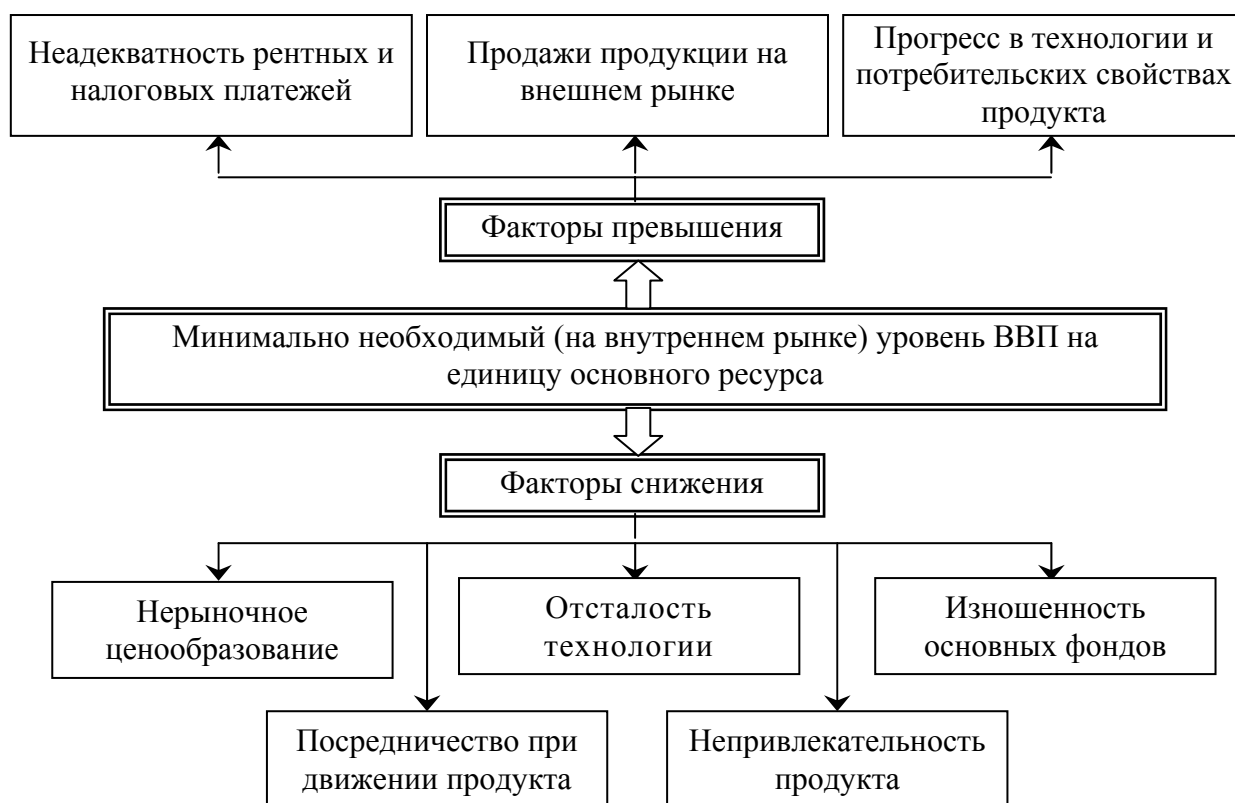 Неадекватность рентных и
налоговых платежей
Продажи продукции на
внешнем рынке
Прогресс в технологии и
потребительских свойствах
продукта
Факторы превышения
Минимально необходимый (на внутреннем рынке) уровень ВВП на
единицу основного ресурса
Факторы снижения
Нерыночное
ценообразование
Отсталость
технологии
Изношенность
основных фондов
Посредничество при
движении продукта
Непривлекательность
продукта